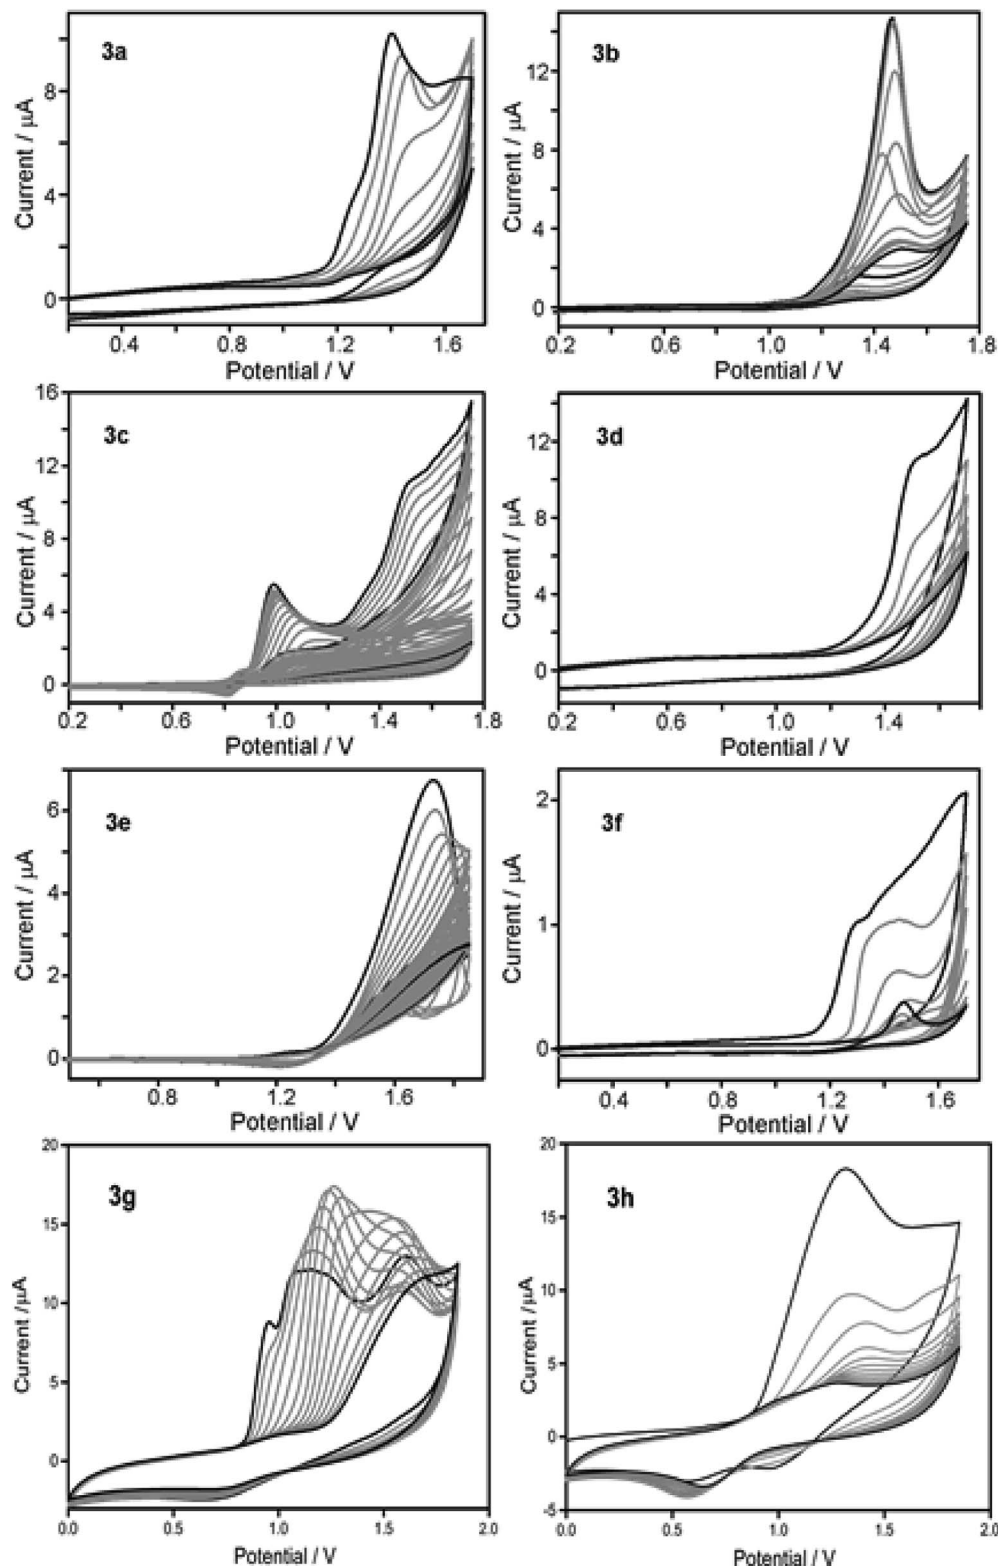 3a
Current / μA
8
4
0
0.4 0.8 1.2 1.6
Potential / V
3b
Current / μA
12
8
4
0
0.2 0.6 1.0 1.4 1.8
Potential / V
3c
Current / μA
16
12
8
4
0
0.2 0.6 1.0 1.4 1.8
Potential / V
3d
Current / μA
12
8
4
0
0.2 0.6 1.0 1.4
Potential / V
3e
Current / μA
6
4
2
0
0.8 1.2 1.6
Potential / V
3f
Current / μA
2
1
0
0.4 0.8 1.2 1.6
Potential / V
3g
Current /μA
20
15
10
5
0
0.0 0.5 1.0 1.5 2.0
Potential / V
3h
Current /μA
20
15
10
5
0
-5
0.0 0.5 1.0 1.5 2.0
Potential / V